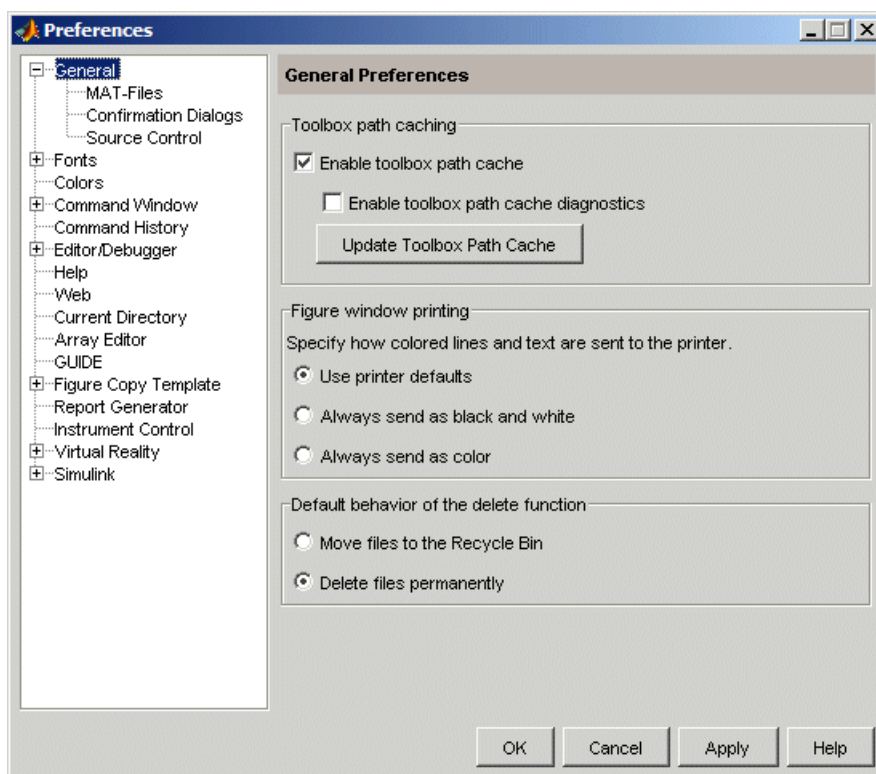 Preferences
General
MAT-Files
Confirmation Dialogs
Source Control
Fonts
Colors
Command Window
Command History
Editor/Debugger
Help
Web
Current Directory
Array Editor
GUIDE
Figure Copy Template
Report Generator
Instrument Control
Virtual Reality
Simulink
General Preferences
Toolbox path caching
Enable toolbox path cache
Enable toolbox path cache diagnostics
Update Toolbox Path Cache
Figure window printing
Specify how colored lines and text are sent to the printer.
Use printer defaults
Always send as black and white
Always send as color
Default behavior of the delete function
Move files to the Recycle Bin
Delete files permanently
OK Cancel Apply Help